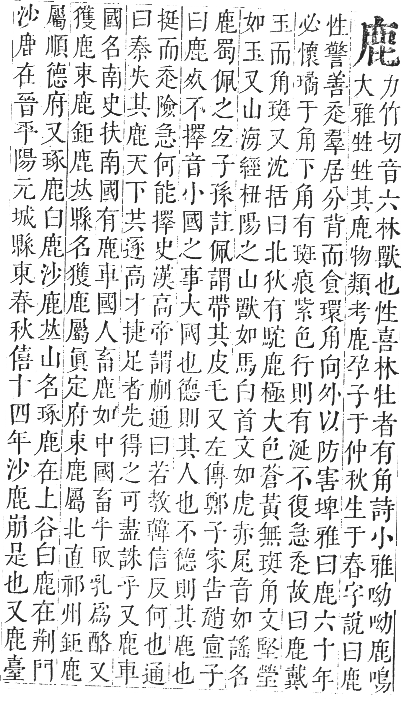 鹿
力竹切音六林獸也性喜林牡者有角詩小雅呦呦鹿鳴
大雅甡甡其鹿物類考鹿孕子于仲秋生于春字說曰鹿
性警善走羣居分背而食環角向外以防害埤雅曰鹿六十年
必懷璚于角下角有斑痕紫色行則有涎不復急走故曰鹿戴
玉而角斑又沈括曰北狄有駝鹿極大色蒼黃無斑角文堅瑩
如玉又山海經杻陽之山獸如馬白首文如虎赤尾音如謠名
鹿蜀佩之宜子孫註佩謂帶其皮毛又左傳鄭子家告趙宣子
曰鹿死不擇音小國之事大國也德則其人也不德則其鹿也
挺而走險急何能擇史漢高帝謂蒯通曰若教韓信反何也通
曰秦失其鹿天下共逐高才捷足者先得之可盡誅乎又鹿車
國名南史扶南國有鹿車國人畜鹿如中國畜牛取乳爲酪又
獲鹿束鹿鉅鹿竝縣名獲鹿屬眞定府束鹿屬北直祁州鉅鹿
屬順德府又琢鹿白鹿沙鹿竝山名琢鹿在上谷白鹿在荆門
沙鹿在晉平陽元城縣東春秋僖十四年沙鹿崩是也又鹿臺